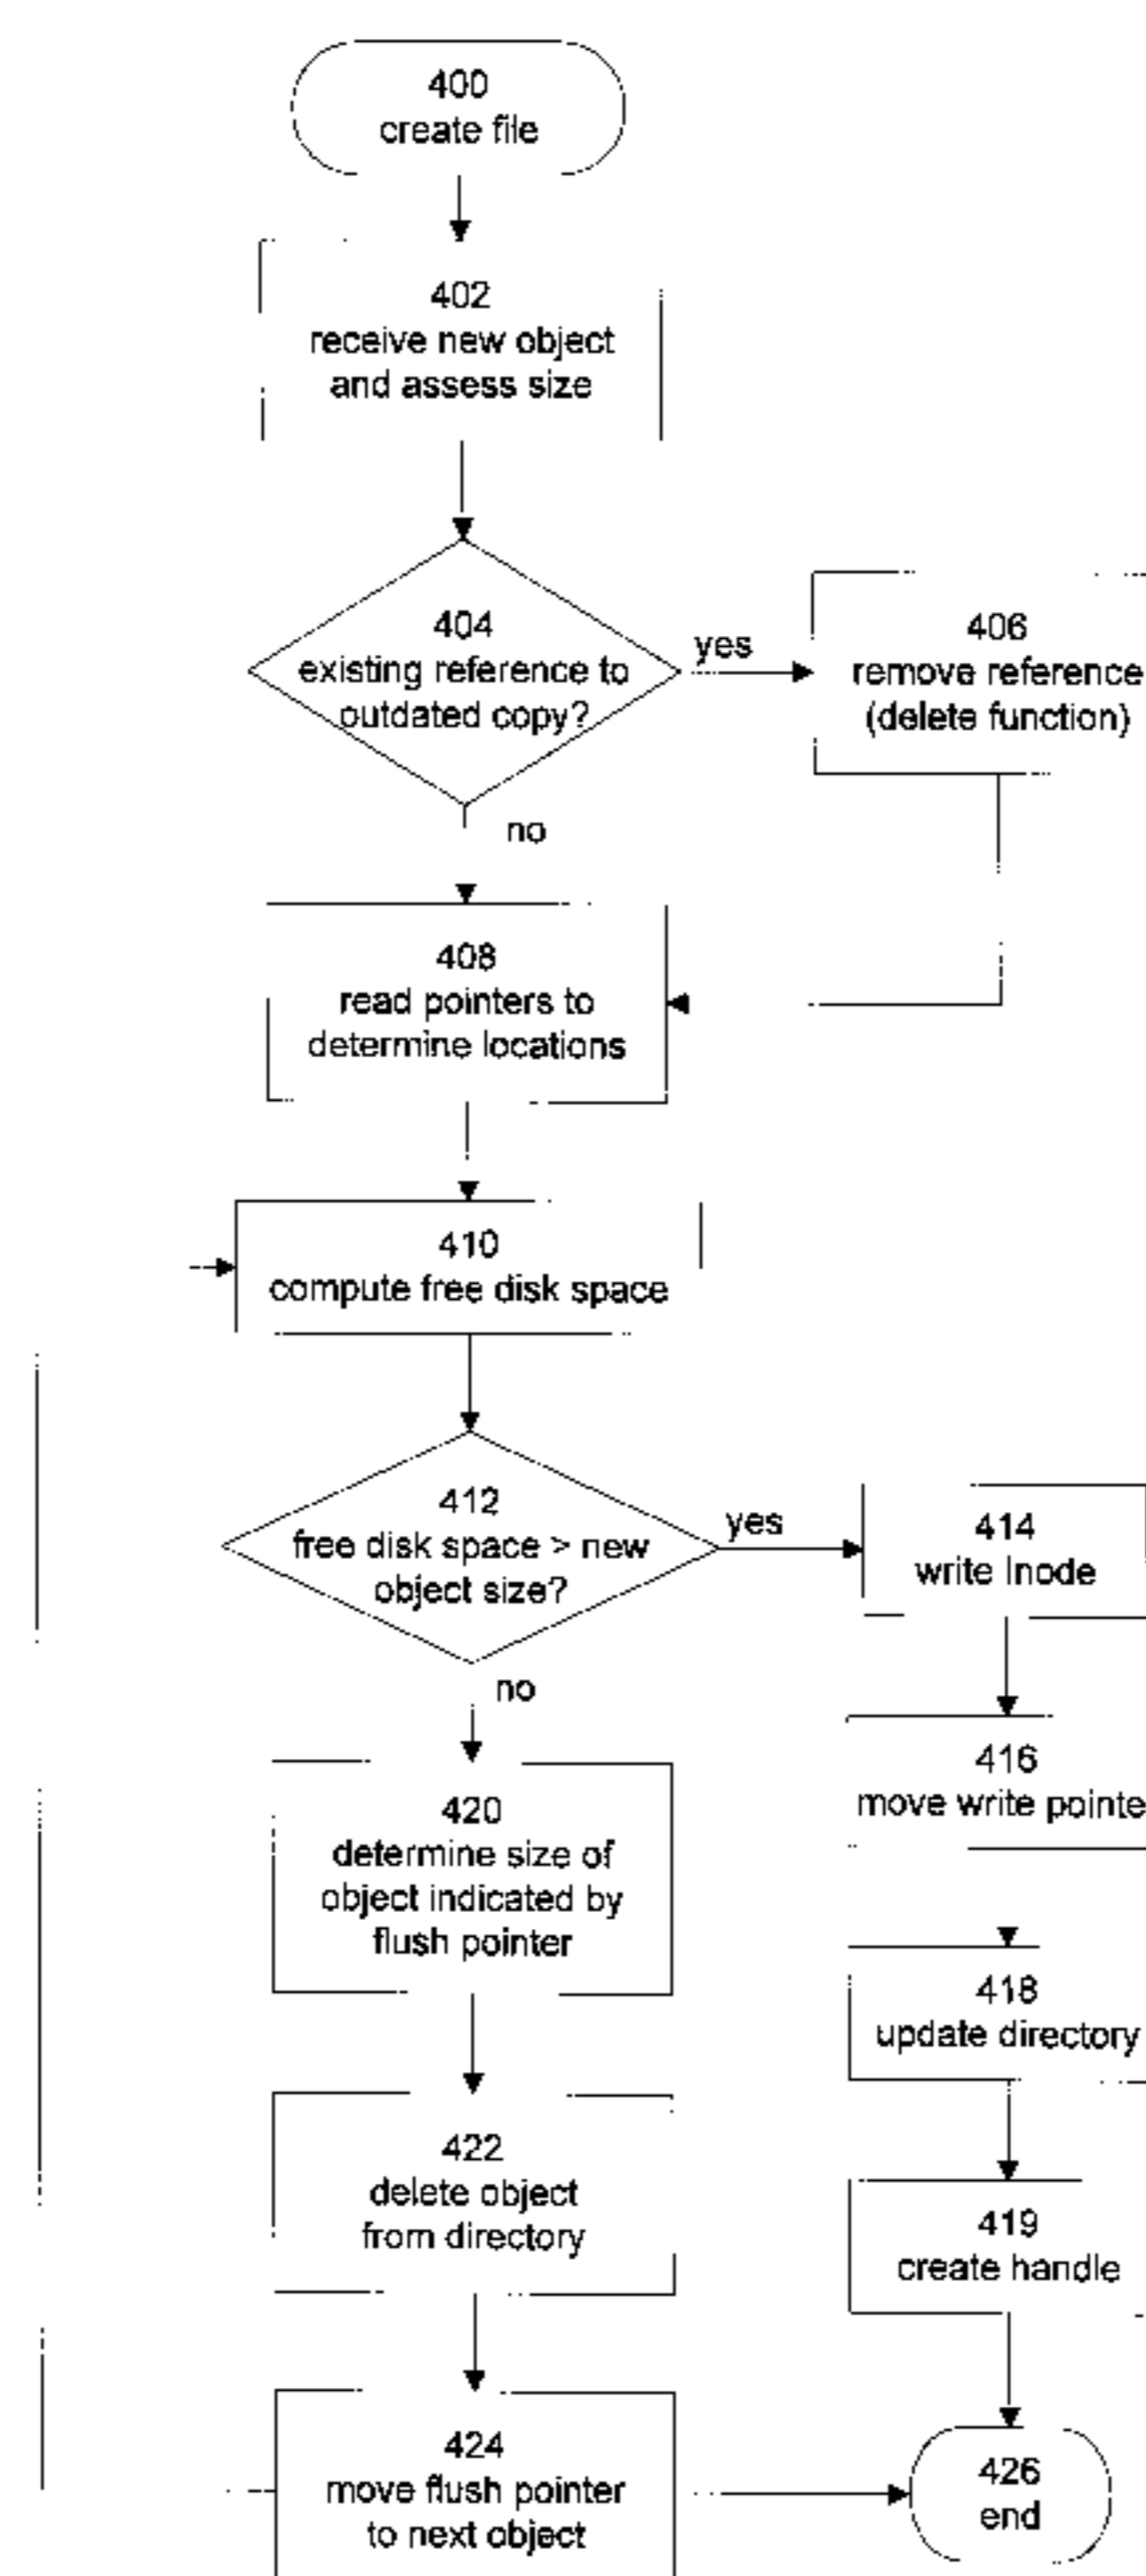 400
create file
402
receive new object
and assess size
404
existing reference to
outdated copy?
yes
406
remove reference
(delete function)
no
408
read pointers to
determine locations
410
compute free disk space
412
free disk space > new
object size?
yes
414
write Inode
no
416
move write pointe
420
determine size of
object indicated by
flush pointer
418
update directory
422
delete object
from directory
419
create handle
424
move flush pointer
to next object
426
end